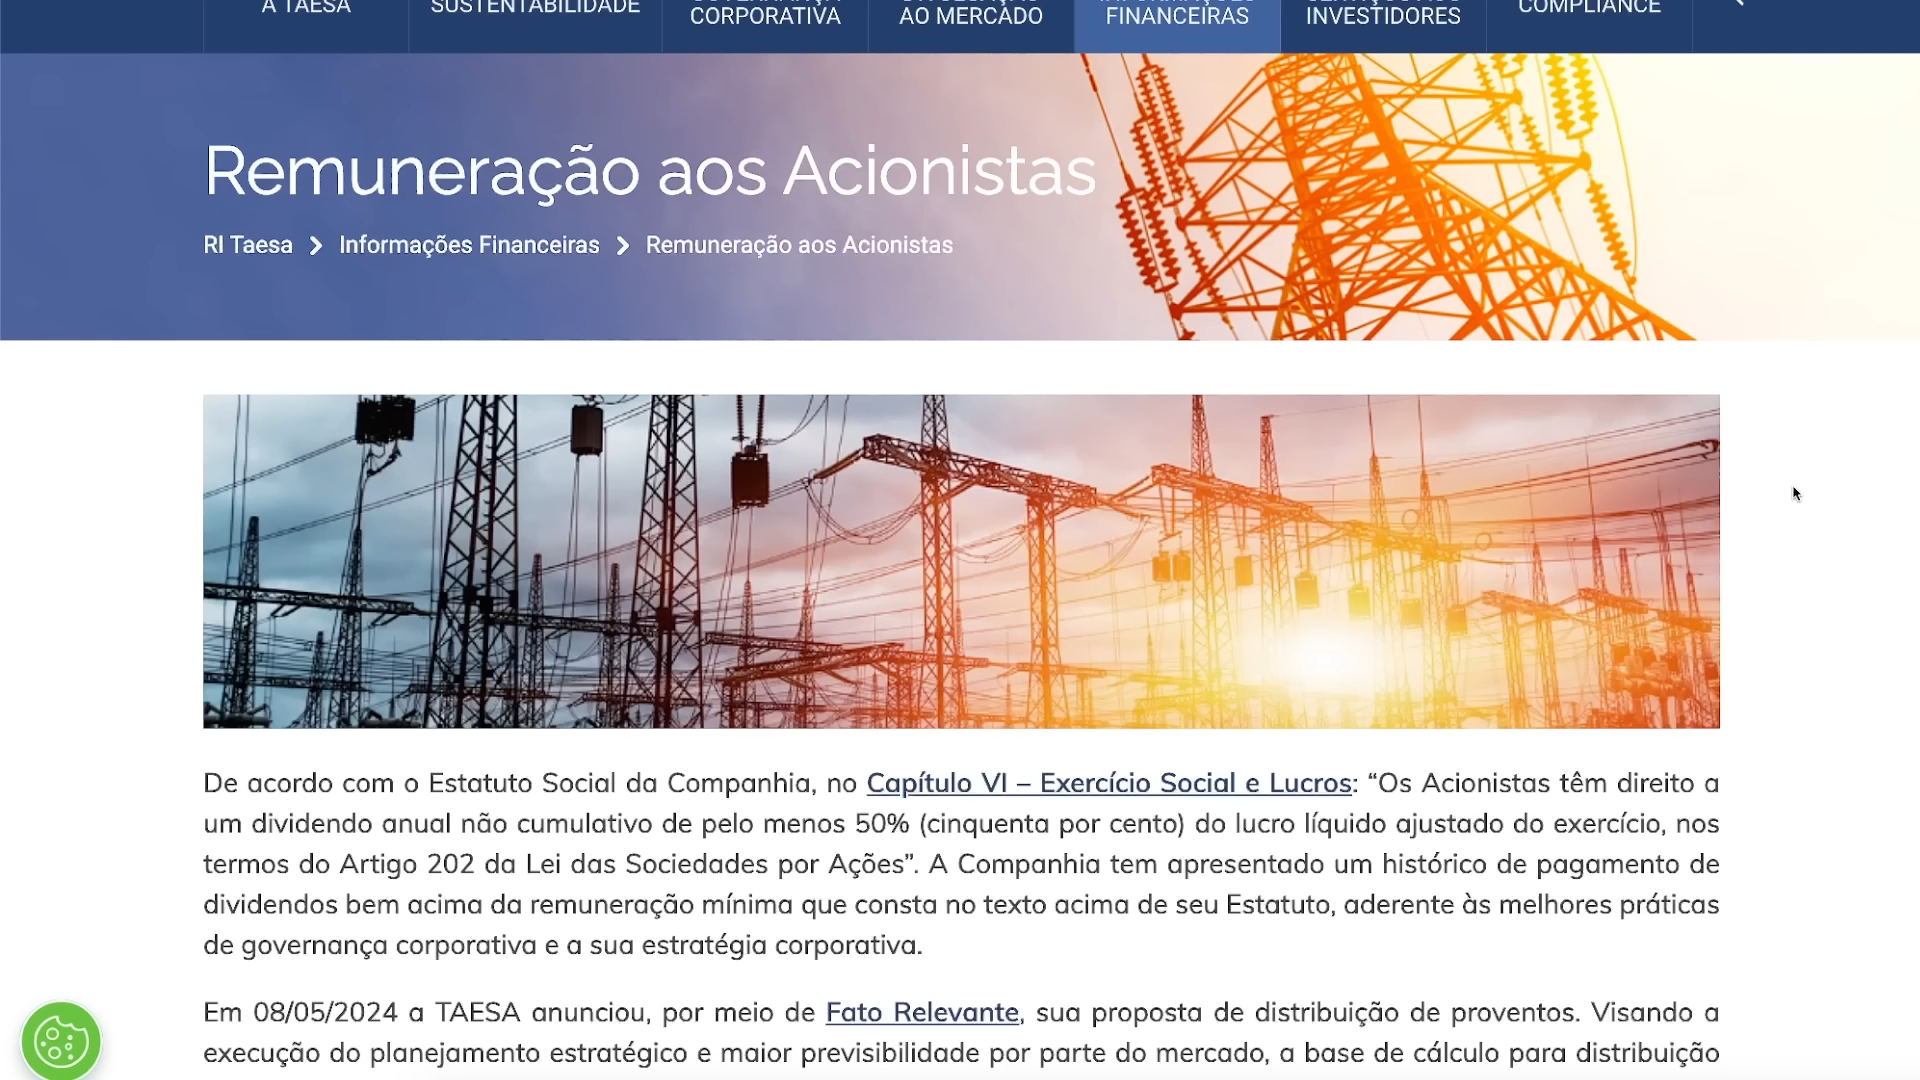 A TAESA
SUSTENTABILIDADE
CORPORATIVA
AO MERCADO
INFORMAÇÕES
FINANCEIRAS
INVESTIDORES
COMPLIANCE
Remuneração aos Acionistas
RI Taesa > Informações Financeiras > Remuneração aos Acionistas
De acordo com o Estatuto Social da Companhia, no Capítulo VI – Exercício Social e Lucros: “Os Acionistas têm direito a
um dividendo anual não cumulativo de pelo menos 50% (cinquenta por cento) do lucro líquido ajustado do exercício, nos
termos do Artigo 202 da Lei das Sociedades por Ações”. A Companhia tem apresentado um histórico de pagamento de
dividendos bem acima da remuneração mínima que consta no texto acima de seu Estatuto, aderente às melhores práticas
de governança corporativa e a sua estratégia corporativa.
Em 08/05/2024 a TAESA anunciou, por meio de Fato Relevante, sua proposta de distribuição de proventos. Visando a
execução do planejamento estratégico e maior previsibilidade por parte do mercado, a base de cálculo para distribuição